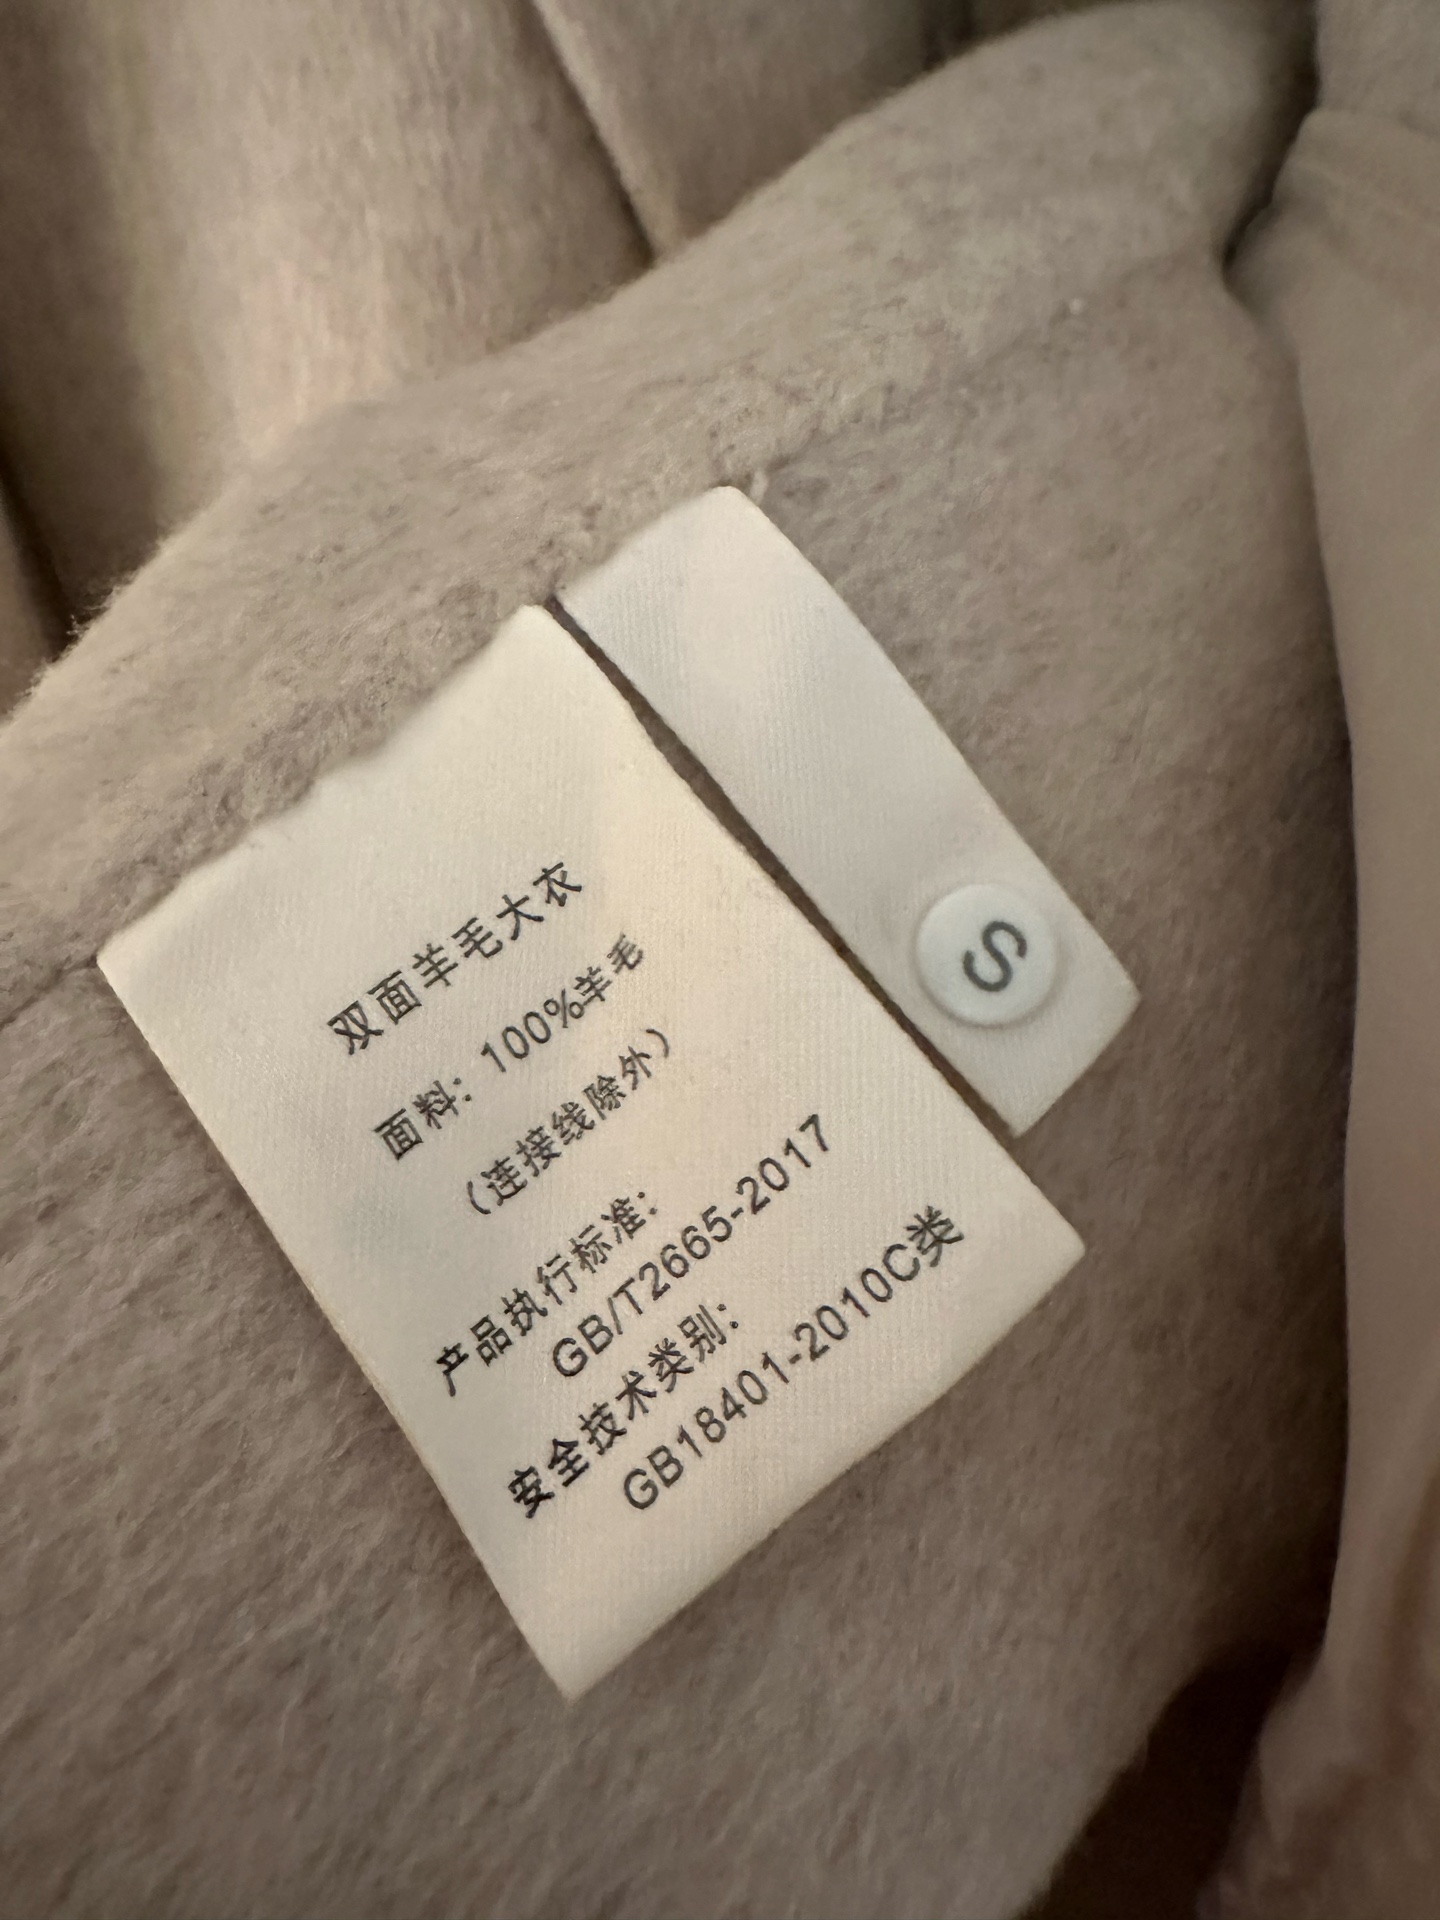 双面羊毛大衣
面料：100%羊毛
（连接线除外）
产品执行标准：
GB/T2665-2017
安全技术类别：
GB18401-2010C类
S